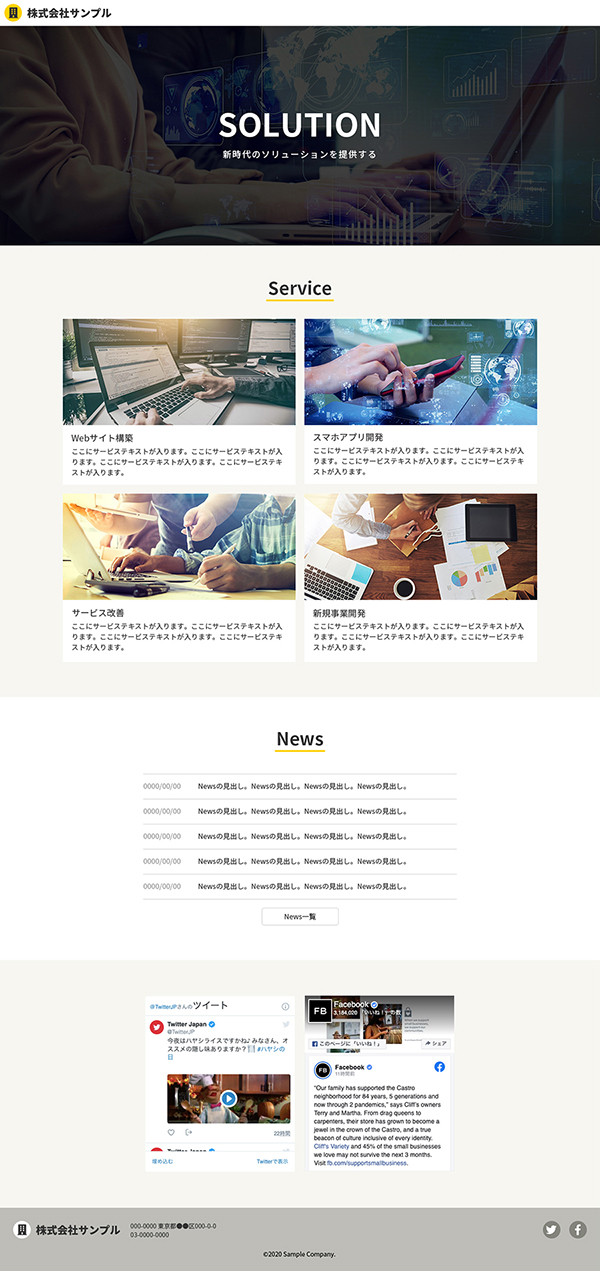 株式会社サンプル
SOLUTION
新時代のソリューションを提供する
Service
Webサイト構築
ここにサービステキストが入ります。ここにサービステキストが入
ります。ここにサービステキストが入ります。ここにサービステキ
ストが入ります。
スマホアプリ開発
ここにサービステキストが入ります。ここにサービステキストが入
ります。ここにサービステキストが入ります。ここにサービステキ
ストが入ります。
サービス改善
ここにサービステキストが入ります。ここにサービステキストが入
ります。ここにサービステキストが入ります。ここにサービステキ
ストが入ります。
新規事業開発
ここにサービステキストが入ります。ここにサービステキストが入
ります。ここにサービステキストが入ります。ここにサービステキ
ストが入ります。
News
0000/00/00 Newsの見出し。Newsの見出し。Newsの見出し。Newsの見出し。
0000/00/00 Newsの見出し。Newsの見出し。Newsの見出し。Newsの見出し。
0000/00/00 Newsの見出し。Newsの見出し。Newsの見出し。Newsの見出し。
0000/00/00 Newsの見出し。Newsの見出し。Newsの見出し。Newsの見出し。
0000/00/00 Newsの見出し。Newsの見出し。Newsの見出し。Newsの見出し。
News一覧
@TwitterJPさんのツイート
Twitter Japan
@TwitterJP
今夜はハヤシライスですかね♪ みなさん、オ
ススメの隠し味ありますか？ #ハヤシの
日
22時間
埋め込む Twitterで表示
FB
Facebook
3,184,020 「いいね！」の数
このページに「いいね！」 シェア
FB
Facebook
11時間前
"Our family has supported the Castro
neighborhood for 84 years, 5 generations and
now through 2 pandemics," says Cliff's owners
Terry and Martha. From drag queens to
carpenters, their store has grown to become a
jewel in the crown of the Castro, and a true
beacon of culture inclusive of every identity.
Cliff's Variety and 45% of the small businesses
we love may not survive the next 3 months.
Visit fb.com/supportsmallbusiness.
株式会社サンプル
000-0000 東京都●●区000-0-0
03-0000-0000
©2020 Sample Company.